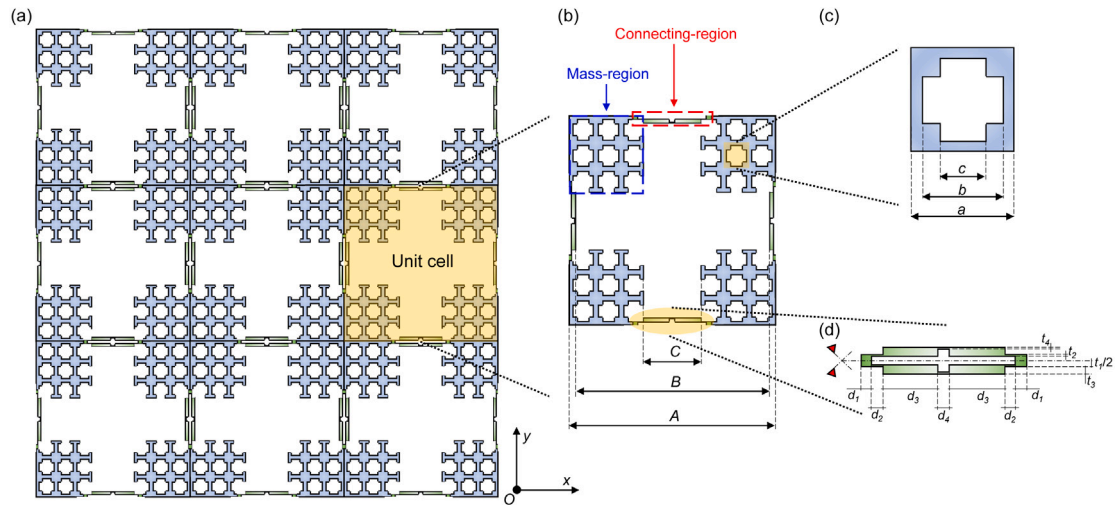 (a)
Unit cell
y
x
O
(b)
Connecting-region
Mass-region
C
B
A
(c)
c
b
a
(d)
t4
t2
t1/2
t3
d1
d3
d3
d1
d2
d4
d2